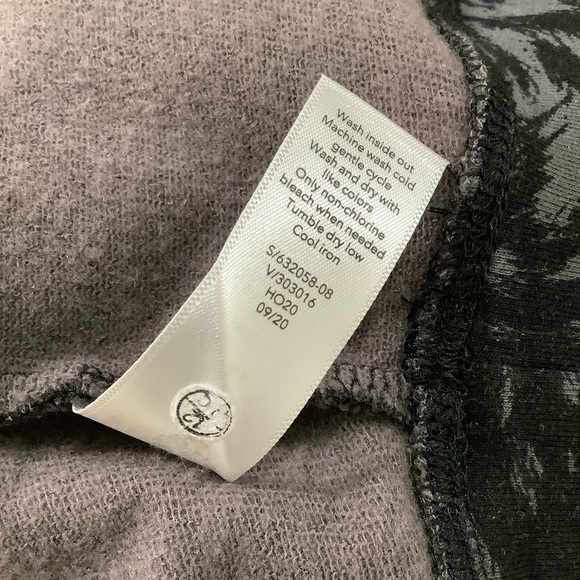 Wash inside out
Machine wash cold
gentle cycle
Wash and dry with
like colors
Only non-chlorine
bleach when needed
Tumble dry low
Cool iron
S/632058-08
V/303016
HO20
09/20